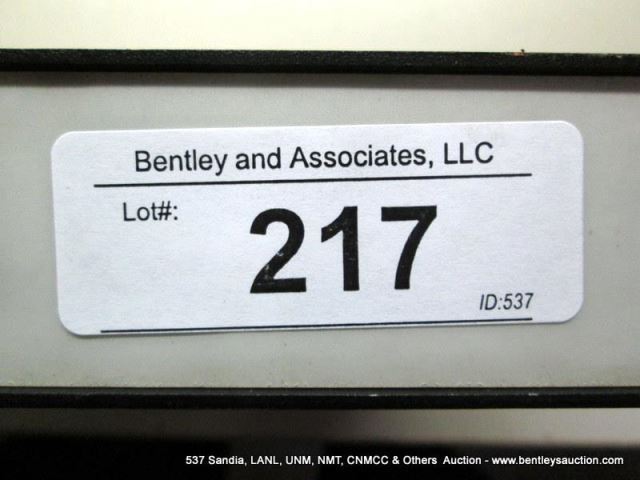 Bentley and Associates, LLC
Lot#:
217
ID:537
537 Sandia, LANL, UNM, NMT, CNMCC & Others Auction - www.bentleysauction.com